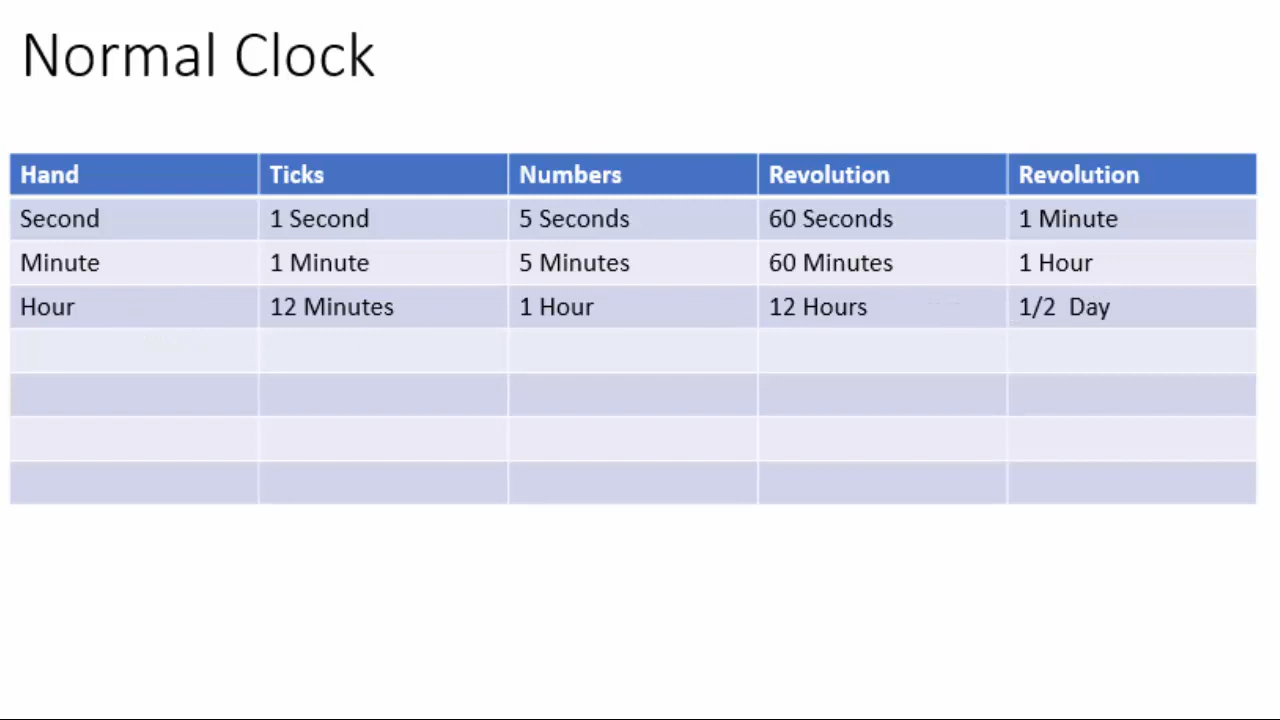 Normal Clock
Hand Ticks Numbers Revolution Revolution
Second 1 Second 5 Seconds 60 Seconds 1 Minute
Minute 1 Minute 5 Minutes 60 Minutes 1 Hour
Hour 12 Minutes 1 Hour 12 Hours 1/2 Day